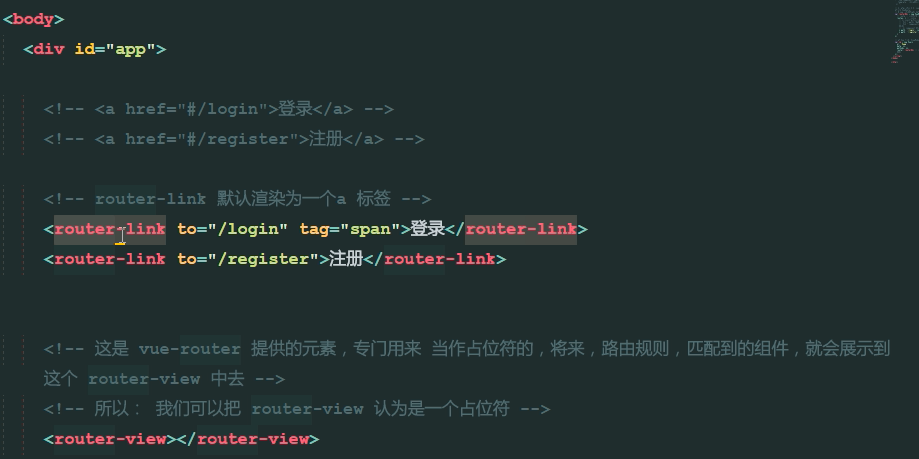 <body>
<div id="app">
<!-- <a href="#/login">登录</a> -->
<!-- <a href="#/register">注册</a> -->
<!-- router-link 默认渲染为一个a 标签 -->
<router-link to="/login" tag="span">登录</router-link>
<router-link to="/register">注册</router-link>
<!-- 这是 vue-router 提供的元素，专门用来 当作占位符的，将来，路由规则，匹配到的组件，就会展示到
这个 router-view 中去 -->
<!-- 所以： 我们可以把 router-view 认为是一个占位符 -->
<router-view></router-view>